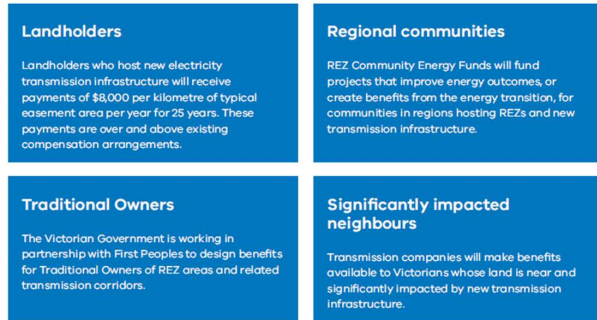 Landholders
Landholders who host new electricity
transmission infrastructure will receive
payments of $8,000 per kilometre of typical
easement area per year for 25 years. These
payments are over and above existing
compensation arrangements.
Regional communities
REZ Community Energy Funds will fund
projects that improve energy outcomes, or
create benefits from the energy transition, for
communities in regions hosting REZs and new
transmission infrastructure.
Traditional Owners
The Victorian Government is working in
partnership with First Peoples to design benefits
for Traditional Owners of REZ areas and related
transmission corridors.
Significantly impacted
neighbours
Transmission companies will make benefits
available to Victorians whose land is near and
significantly impacted by new transmission
infrastructure.